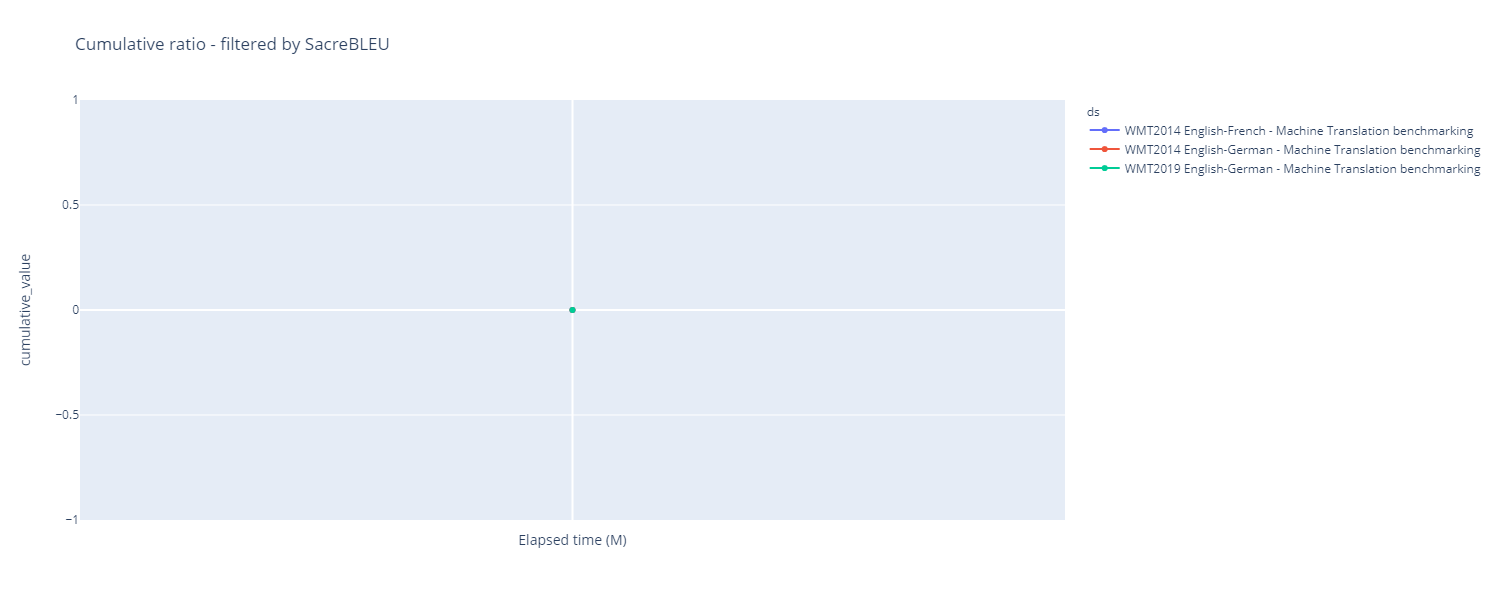 Cumulative ratio - filtered by SacreBLEU
1
0.5
0
−0.5
−1
cumulative_value
Elapsed time (M)
ds
WMT2014 English-French - Machine Translation benchmarking
WMT2014 English-German - Machine Translation benchmarking
WMT2019 English-German - Machine Translation benchmarking